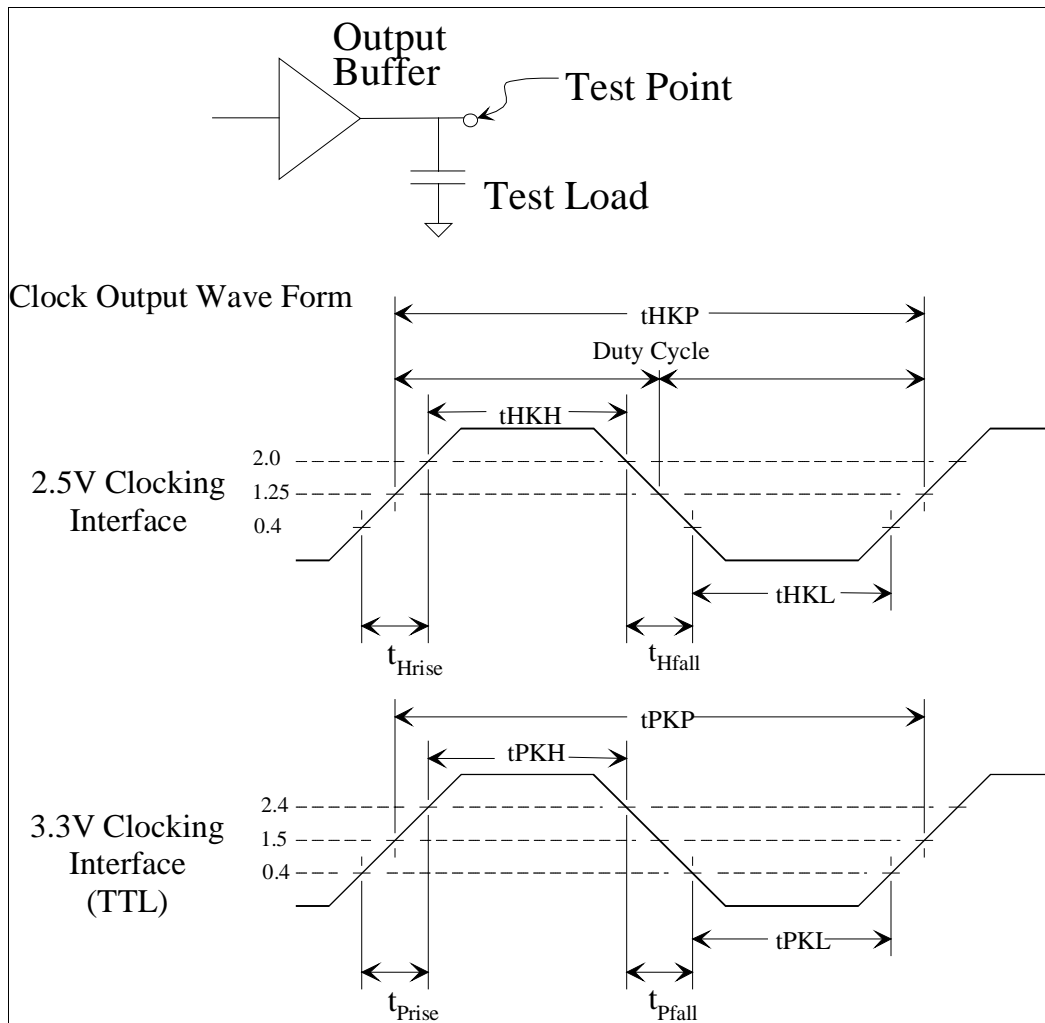 Output
Buffer
Test Point
Test Load
Clock Output Wave Form
tHKP
Duty Cycle
tHKH
2.5V Clocking
Interface
2.0
1.25
0.4
tHKL
tHrise
tHfall
tPKP
tPKH
3.3V Clocking
Interface
(TTL)
2.4
1.5
0.4
tPKL
tPrise
tPfall